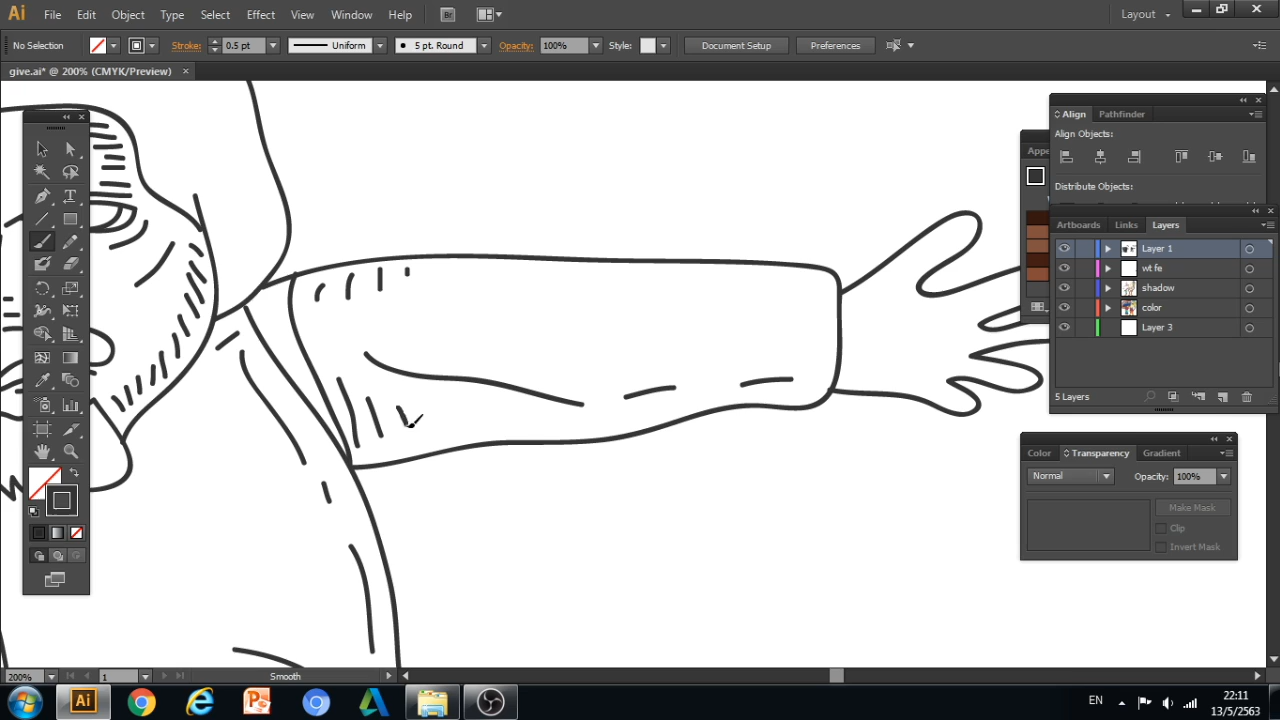 Ai File Edit Object Type Select Effect View Window Help Br Layout
No Selection Stroke: 0.5 pt Uniform 5 pt. Round Opacity: 100% Style: Document Setup Preferences
give.ai* @ 200% (CMYK/Preview)
Align Pathfinder
Align Objects:
Appe
Distribute Objects:
Artboards Links Layers
Layer 1
wt fe
shadow
color
Layer 3
5 Layers
Color Transparency Gradient
Normal Opacity: 100%
Make Mask
Clip
Invert Mask
200% 1 Smooth
Ai EN 22:11
13/5/2563